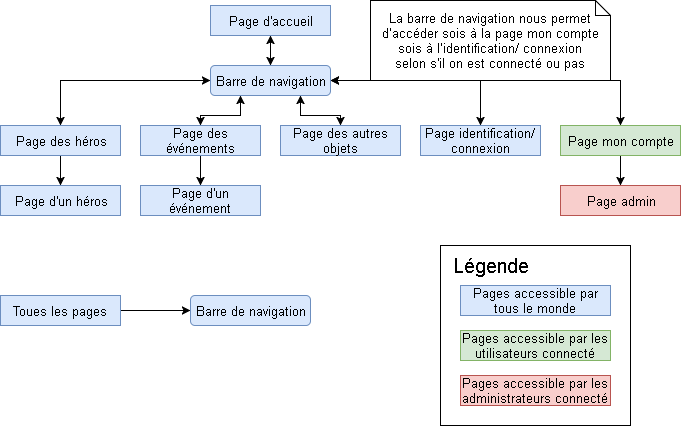 Page d'accueil
La barre de navigation nous permet
d'accéder sois à la page mon compte
sois à l'identification/ connexion
selon s'il on est connecté ou pas
Barre de navigation
Page des héros
Page des
événements
Page des autres
objets
Page identification/
connexion
Page mon compte
Page d'un héros
Page d'un
événement
Page admin
Légende
Pages accessible par
tous le monde
Pages accessible par les
utilisateurs connecté
Pages accessible par les
administrateurs connecté
Toues les pages
Barre de navigation